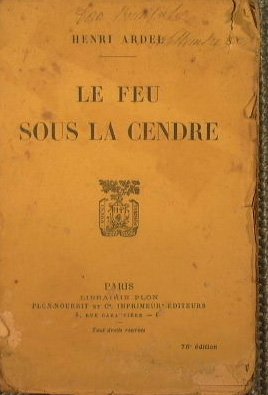 HENRI ARDEL
LE FEU
SOUS LA CENDRE
PARIS
LIBRAIRIE PLON
PLON-NOURRIT ET Cie, IMPRIMEURS-ÉDITEURS
8, RUE GARANCIÈRE — 6e
Tous droits réservés
76e édition